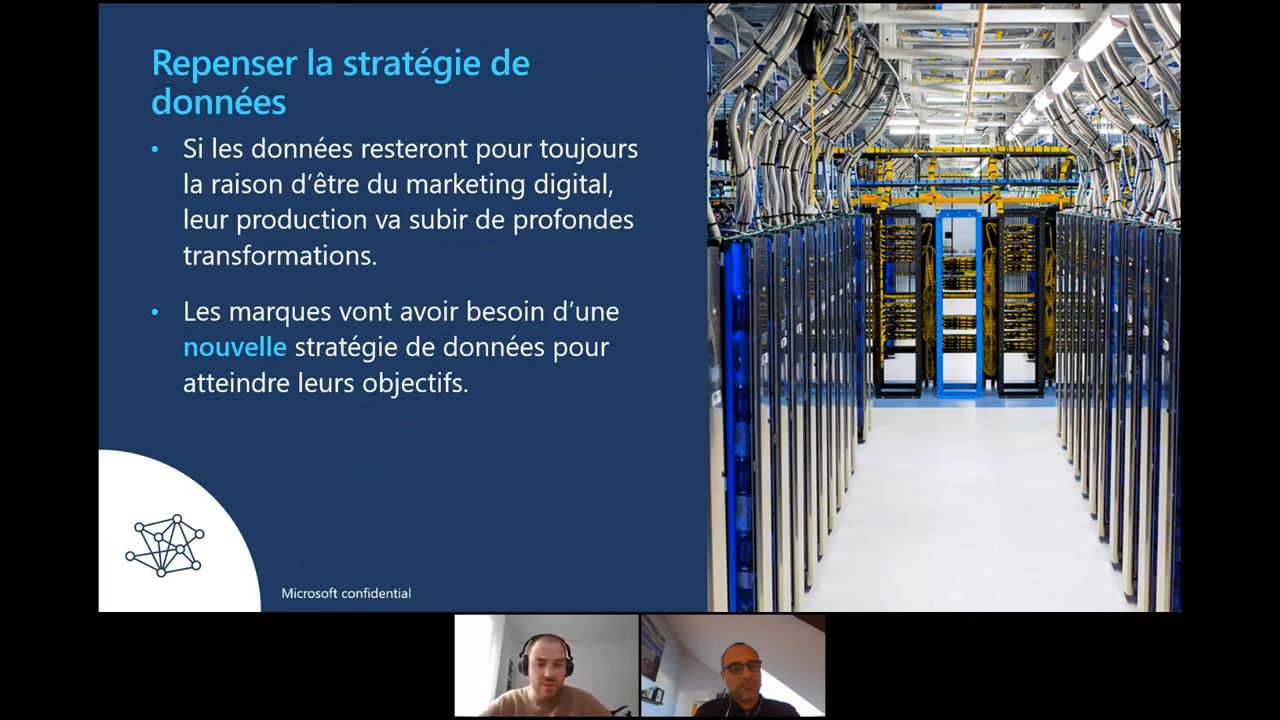 Repenser la stratégie de
données
• Si les données resteront pour toujours
la raison d’être du marketing digital,
leur production va subir de profondes
transformations.
• Les marques vont avoir besoin d’une
nouvelle stratégie de données pour
atteindre leurs objectifs.
Microsoft confidential